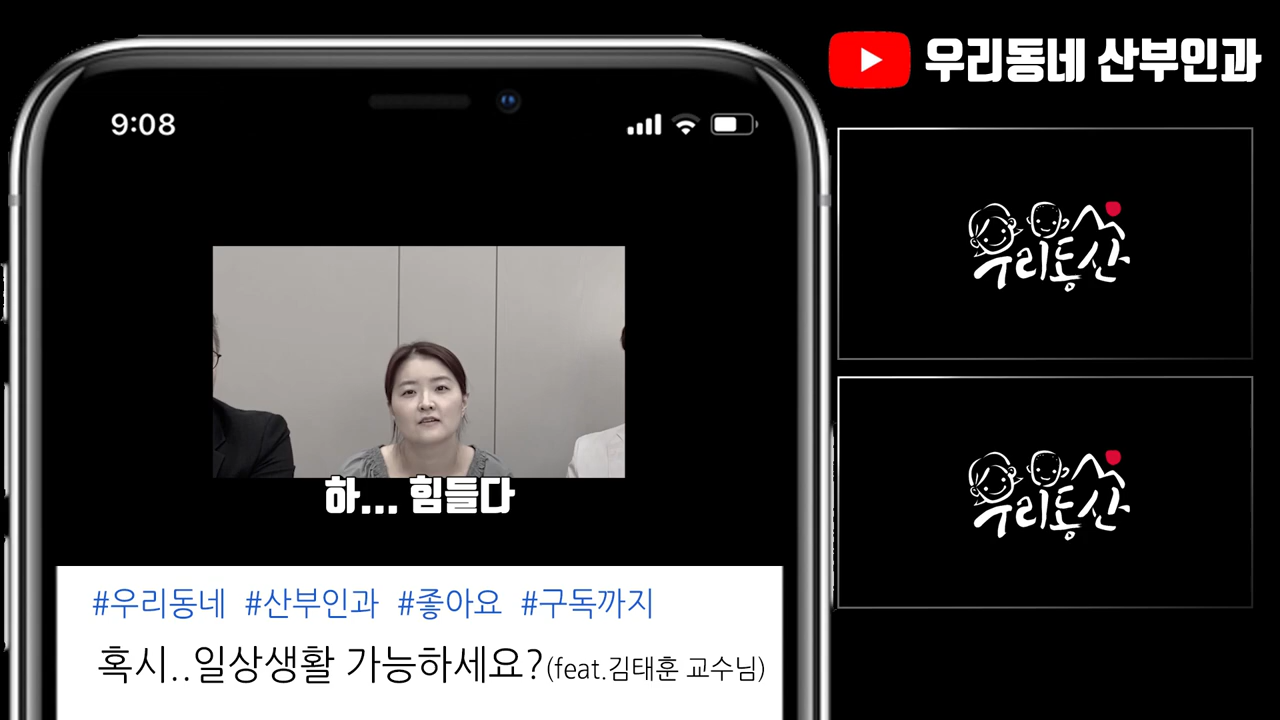 우리동네 산부인과
9:08
우리동산
우리동산
하... 힘들다
#우리동네 #산부인과 #좋아요 #구독까지
혹시..일상생활 가능하세요?(feat.김태훈 교수님)